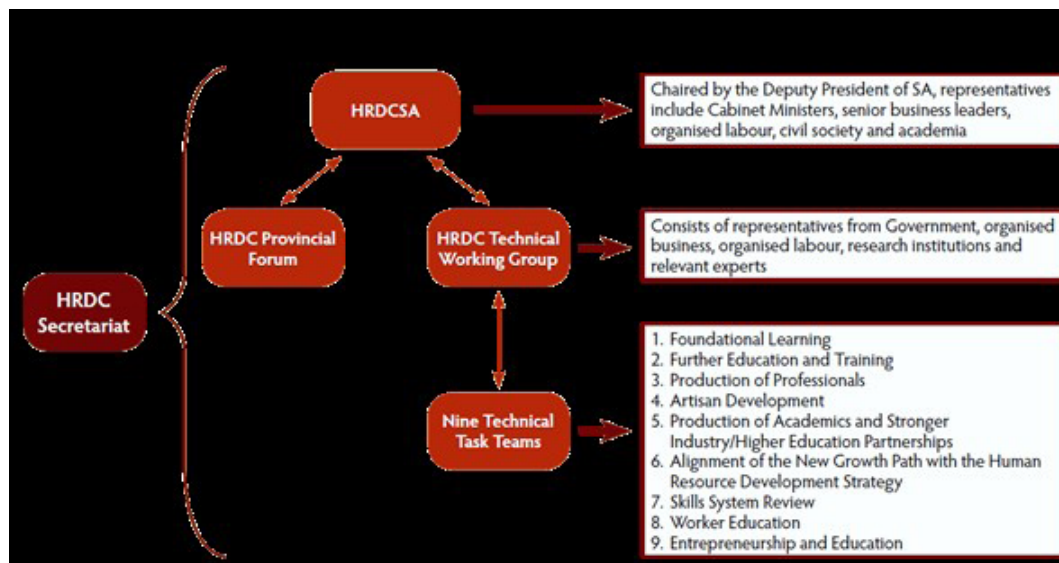 HRDCSA
Chaired by the Deputy President of SA, representatives
include Cabinet Ministers, senior business leaders,
organised labour, civil society and academia
HRDC Provincial
Forum
HRDC Technical
Working Group
Consists of representatives from Government, organised
business, organised labour, research institutions and
relevant experts
HRDC
Secretariat
Nine Technical
Task Teams
1. Foundational Learning
2. Further Education and Training
3. Production of Professionals
4. Artisan Development
5. Production of Academics and Stronger
Industry/Higher Education Partnerships
6. Alignment of the New Growth Path with the Human
Resource Development Strategy
7. Skills System Review
8. Worker Education
9. Entrepreneurship and Education